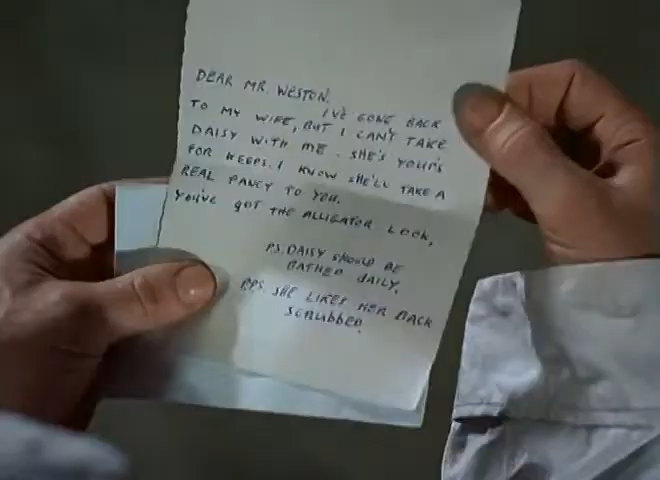 DEAR MR. WESTON.
I'VE GONE BACK
TO MY WIFE, BUT I CAN'T TAKE
DAISY WITH ME. SHE'S YOUR'S
FOR KEEPS. I KNOW SHE'LL TAKE A
REAL FANCY TO YOU.
YOU'VE GOT THE ALLIGATOR LOOK,
P.S. DAISY SHOULD BE
BATHED DAILY.
P.P.S. SHE LIKES HER BACK
SCRUBBED.